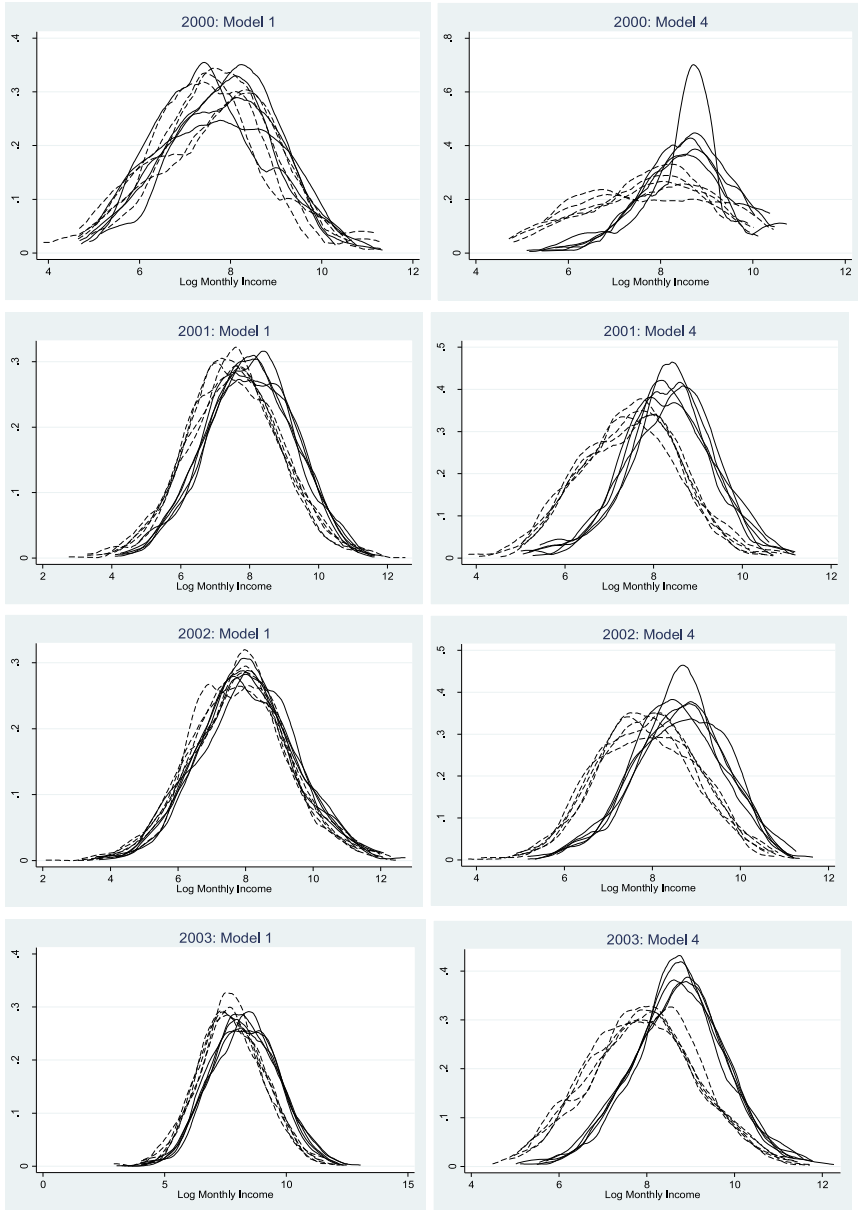 2000: Model 1
.4
.3
.2
.1
0
4 6 8 10 12
Log Monthly Income
2000: Model 4
.8
.6
.4
.2
0
4 6 8 10 12
Log Monthly Income
2001: Model 1
.3
.2
.1
0
2 4 6 8 10 12
Log Monthly Income
2001: Model 4
.5
.4
.3
.2
.1
0
4 6 8 10 12
Log Monthly Income
2002: Model 1
.3
.2
.1
0
2 4 6 8 10 12
Log Monthly Income
2002: Model 4
.5
.4
.3
.2
.1
0
4 6 8 10 12
Log Monthly Income
2003: Model 1
.4
.3
.2
.1
0
0 5 10 15
Log Monthly Income
2003: Model 4
.4
.3
.2
.1
0
4 6 8 10 12
Log Monthly Income